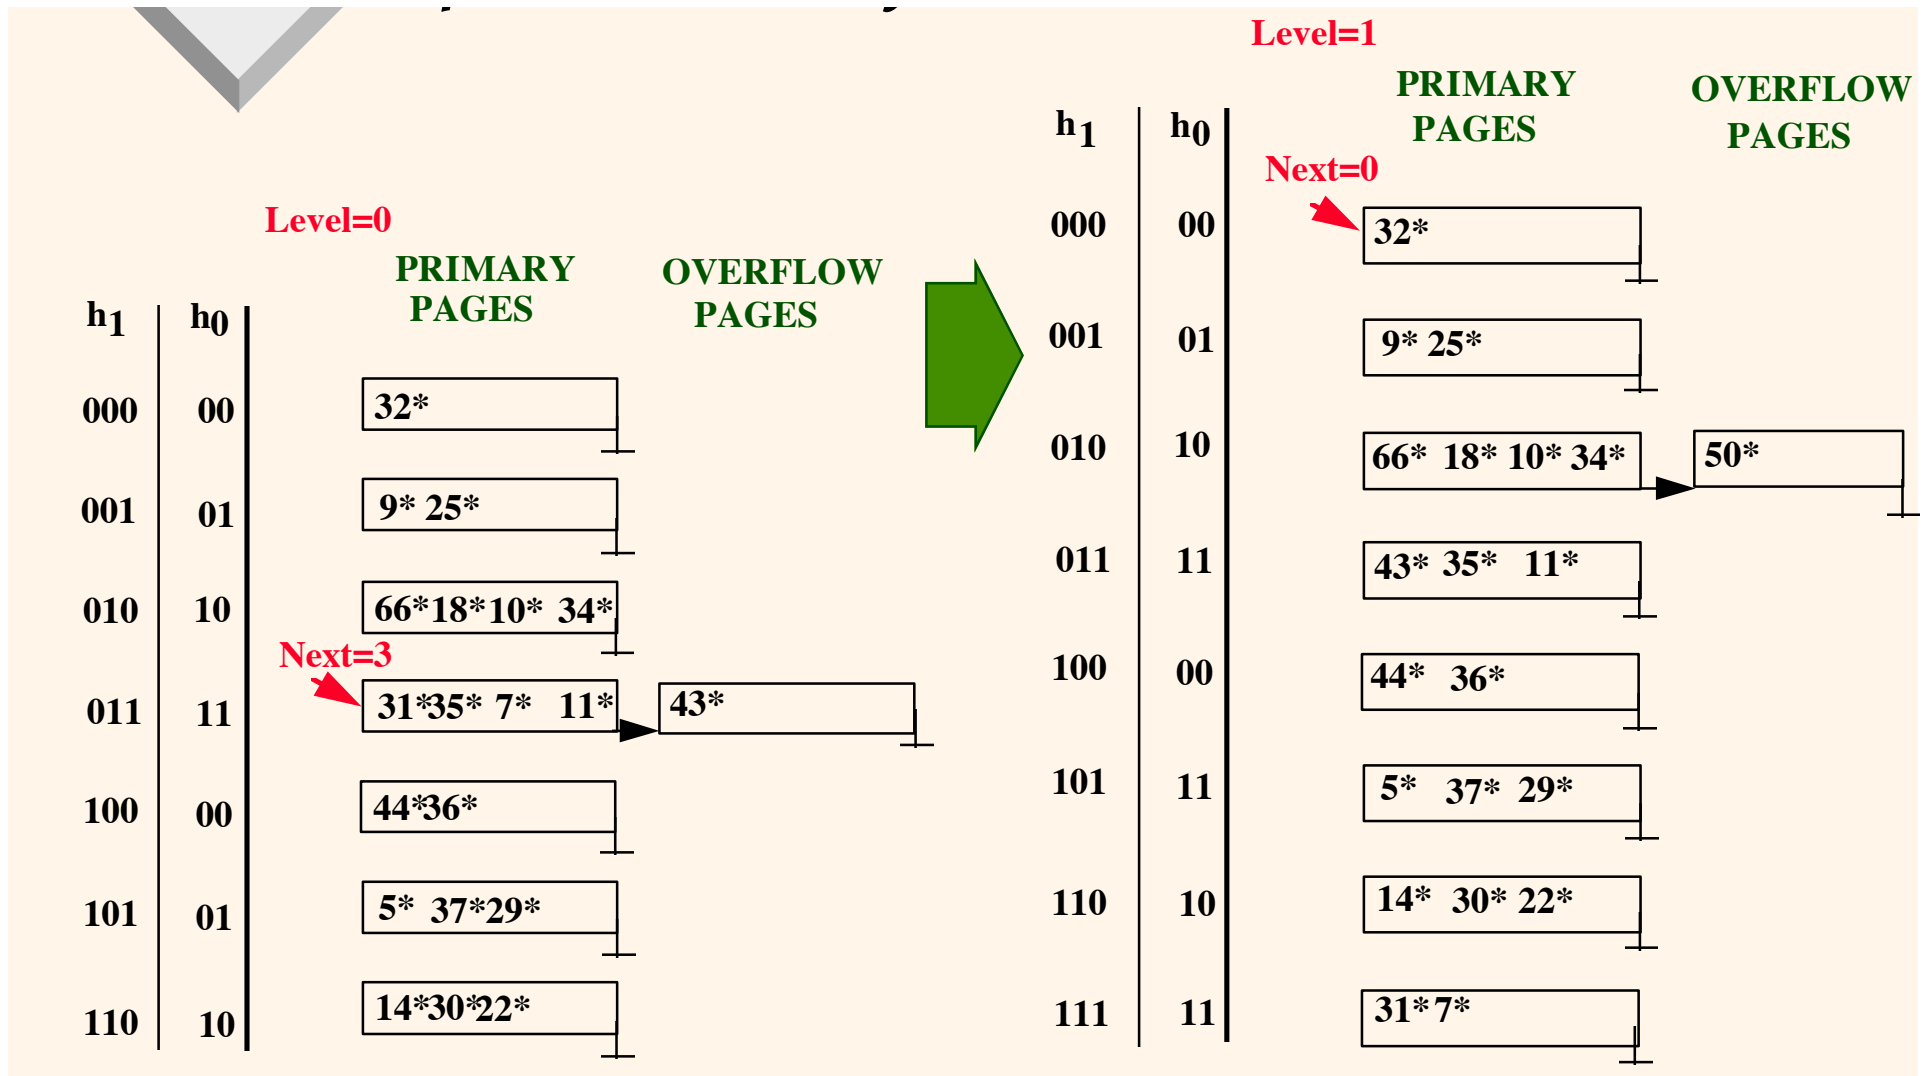 Level=0
PRIMARY PAGES
OVERFLOW PAGES
h1 h0
000 00 32*
001 01 9* 25*
010 10 66* 18* 10* 34*
Next=3
011 11 31* 35* 7* 11* 43*
100 00 44* 36*
101 01 5* 37* 29*
110 10 14* 30* 22*
Level=1
PRIMARY PAGES
OVERFLOW PAGES
h1 h0
Next=0
000 00 32*
001 01 9* 25*
010 10 66* 18* 10* 34* 50*
011 11 43* 35* 11*
100 00 44* 36*
101 11 5* 37* 29*
110 10 14* 30* 22*
111 11 31* 7*